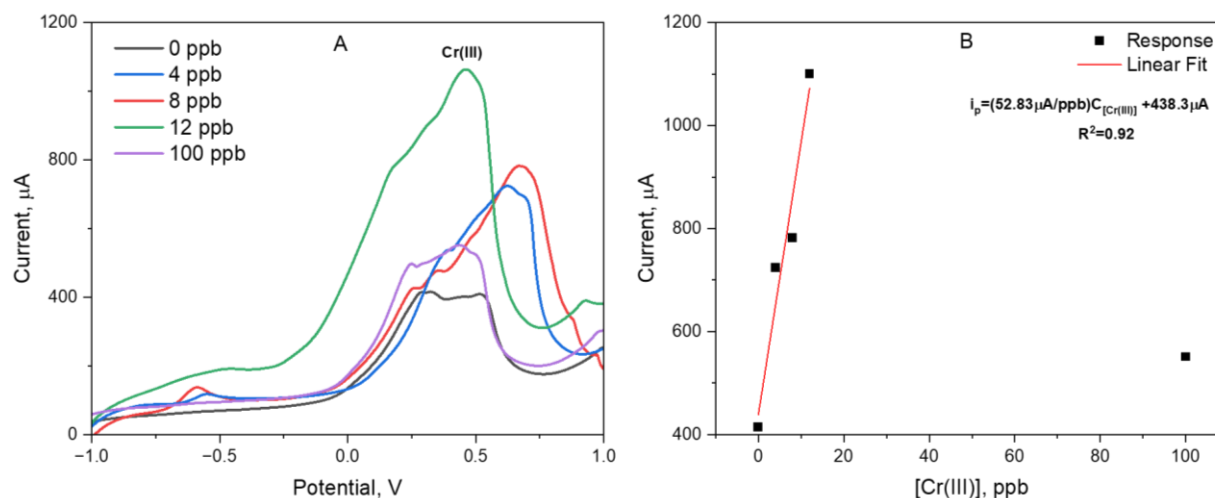 A
Cr(III)
0 ppb
4 ppb
8 ppb
12 ppb
100 ppb
1200
800
400
0
Current, µA
−1.0
−0.5
0.0
0.5
1.0
Potential, V
B
Response
Linear Fit
iₚ=(52.83µA/ppb)C[Cr(III)] +438.3µA
R²=0.92
1200
1000
800
600
400
Current, µA
0
20
40
60
80
100
[Cr(III)], ppb